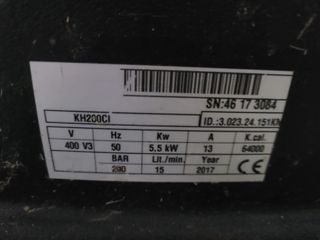 SN:46 17 3084
KH200CI ID.:3.023.24.151KN
V Hz Kw A K.cal.
400 V3 50 5,5 kW 13 64000
BAR Lit./min. Year
200 15 2017 CE